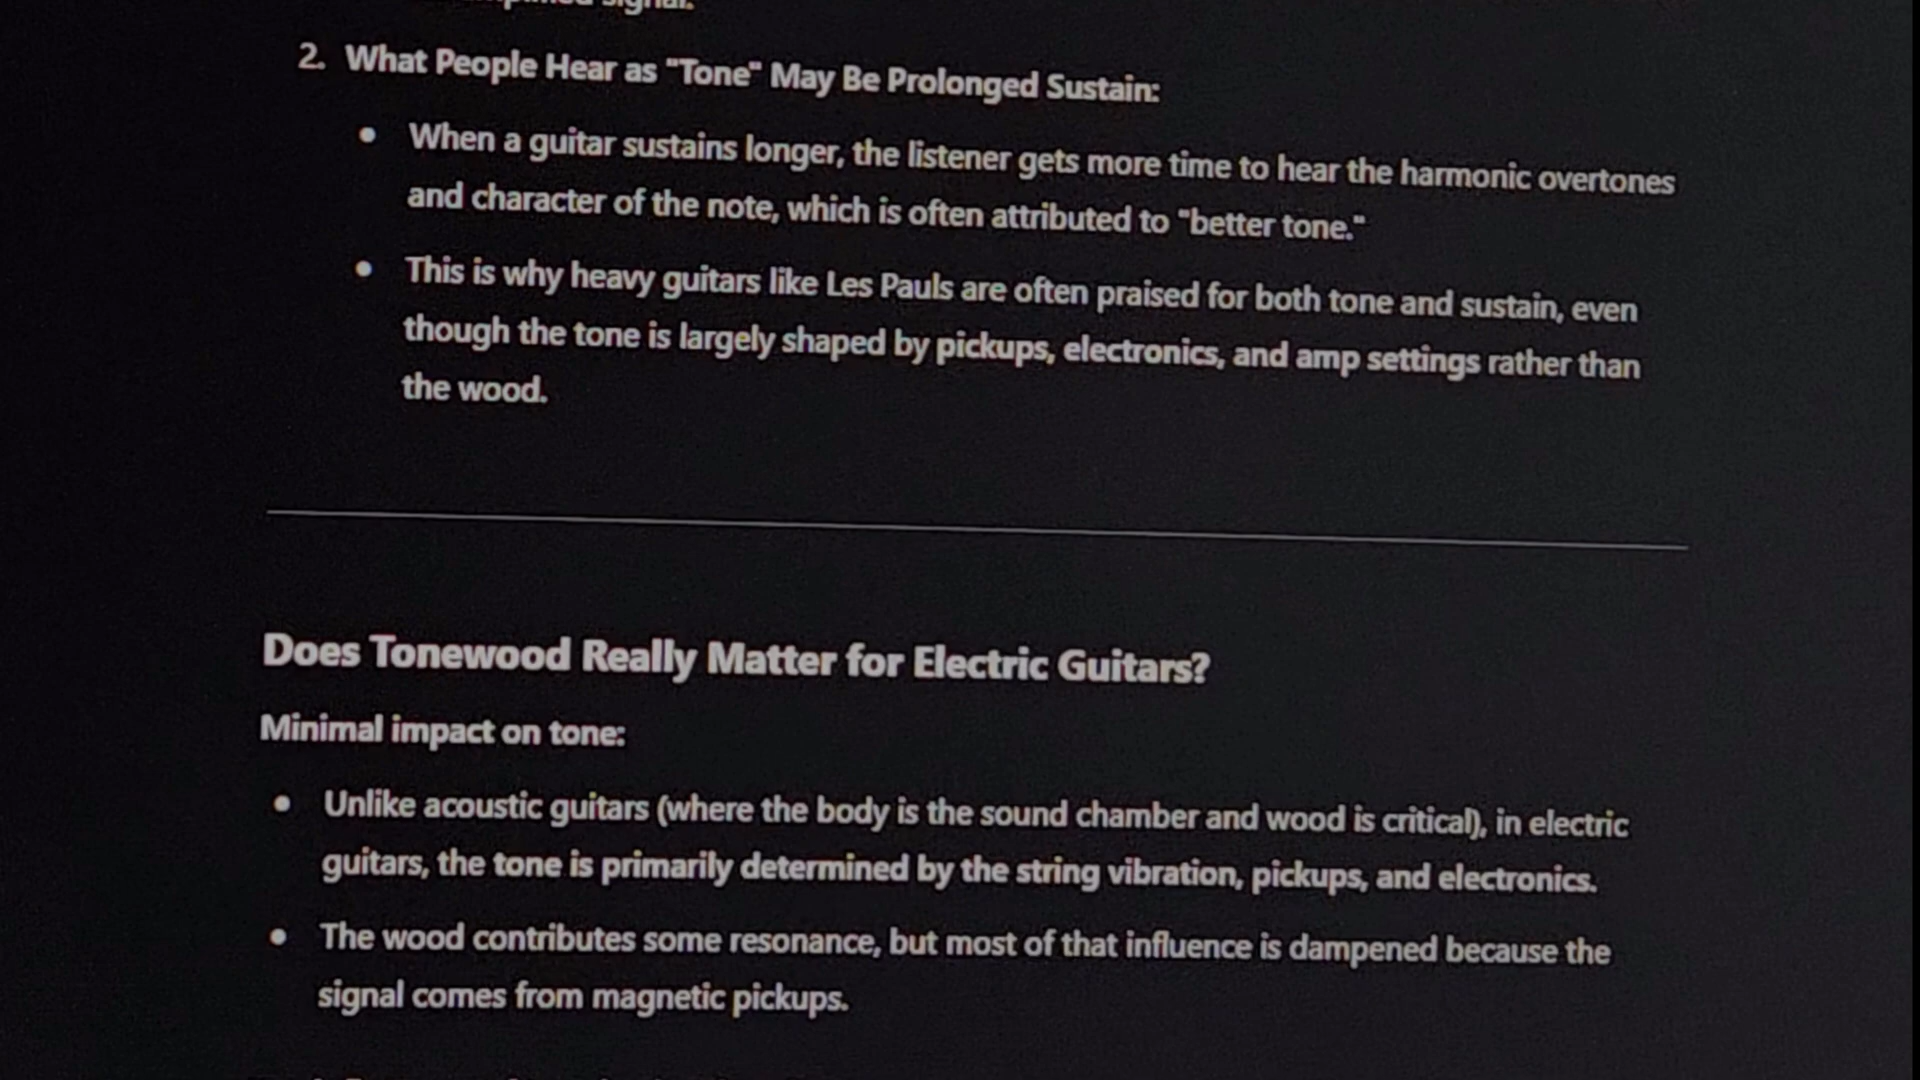 signal.
2. What People Hear as "Tone" May Be Prolonged Sustain:
• When a guitar sustains longer, the listener gets more time to hear the harmonic overtones
and character of the note, which is often attributed to "better tone."
• This is why heavy guitars like Les Pauls are often praised for both tone and sustain, even
though the tone is largely shaped by pickups, electronics, and amp settings rather than
the wood.
Does Tonewood Really Matter for Electric Guitars?
Minimal impact on tone:
• Unlike acoustic guitars (where the body is the sound chamber and wood is critical), in electric
guitars, the tone is primarily determined by the string vibration, pickups, and electronics.
• The wood contributes some resonance, but most of that influence is dampened because the
signal comes from magnetic pickups.